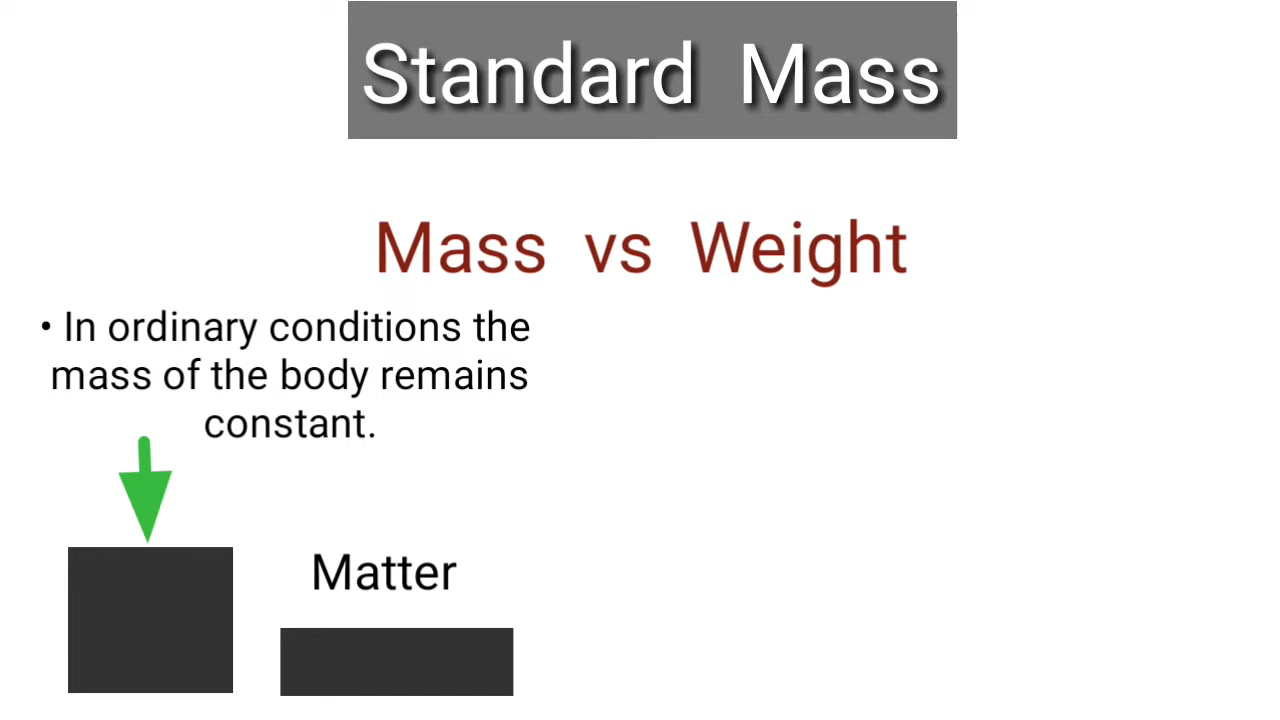 Standard Mass
Mass vs Weight
• In ordinary conditions the
mass of the body remains
constant.
Matter